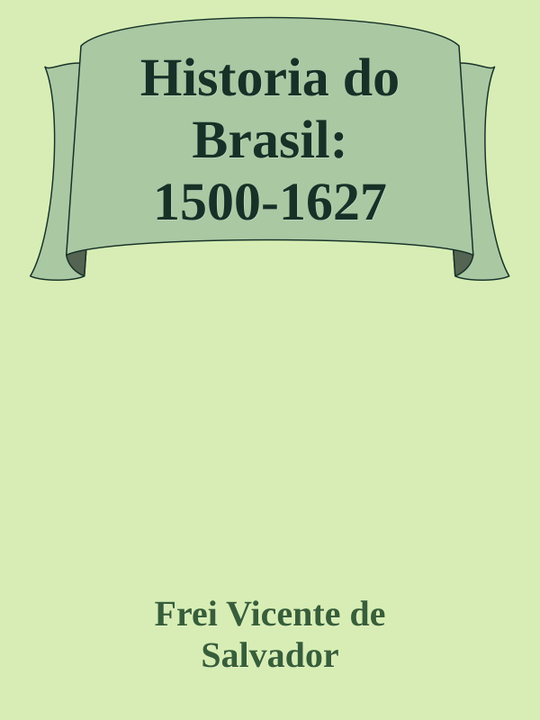 Historia do
Brasil:
1500-1627
Frei Vicente de
Salvador